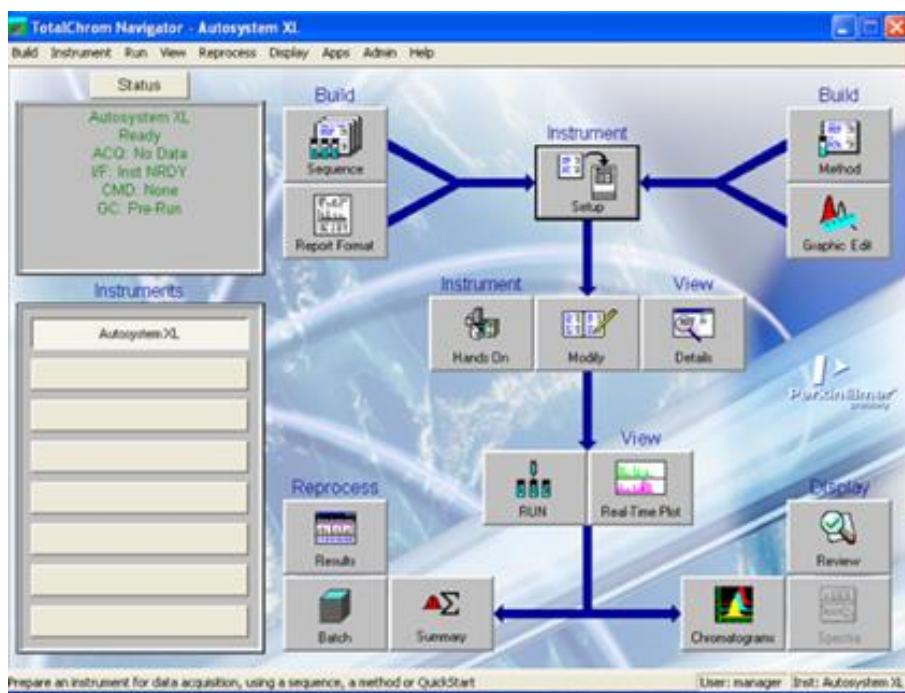 TotalChrom Navigator - Autosystem XL
Build Instrument Run View Reprocess Display Apps Admin Help
Status
Autosystem XL
Ready
ACQ: No Data
I/F: Inst NRDY
CMD: None
GC: Pre-Run
Instruments
Autosystem XL
Build
Sequence
Report Format
Instrument
Setup
Build
Method
Graphic Edit
Instrument
Hands On
Modify
View
Details
PerkinElmer
precisely
RUN
View
Real-Time Plot
Reprocess
Results
Batch
Summary
Display
Review
Chromatograms
Spectra
Prepare an instrument for data acquisition, using a sequence, a method or QuickStart
User: manager Inst: Autosystem XL